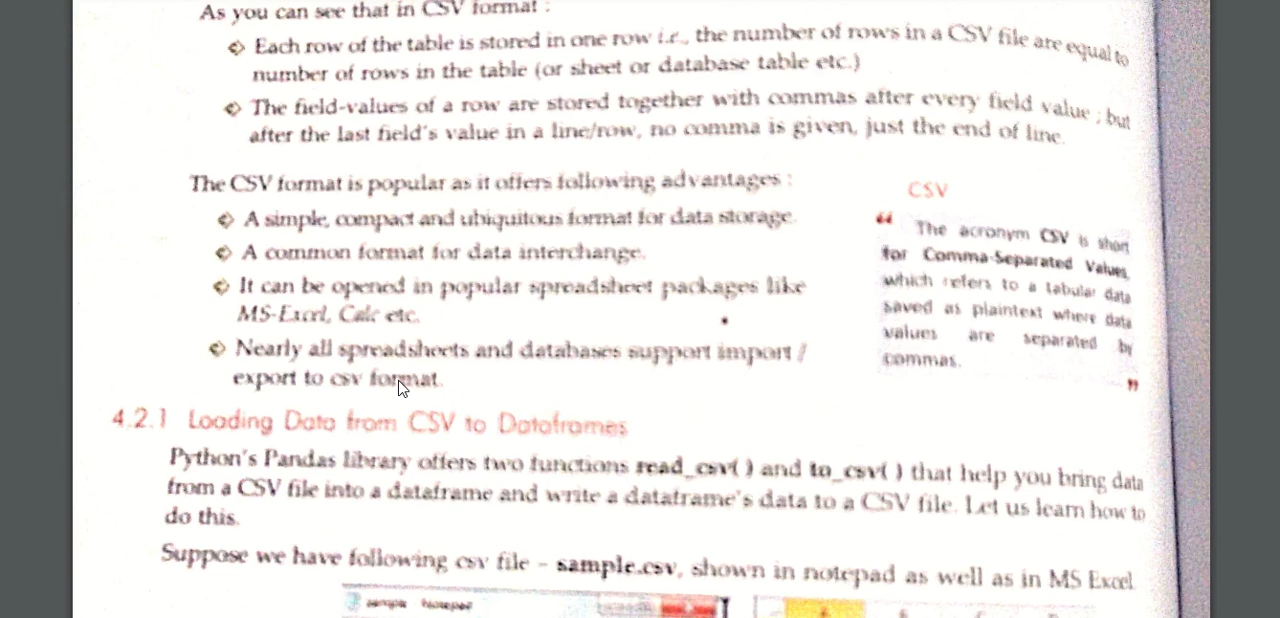 As you can see that in CSV format :
Each row of the table is stored in one row i.e., the number of rows in a CSV file are equal to
number of rows in the table (or sheet or database table etc.)
The field-values of a row are stored together with commas after every field value ; but
after the last field's value in a line/row, no comma is given, just the end of line.
The CSV format is popular as it offers following advantages :
A simple, compact and ubiquitous format for data storage.
A common format for data interchange.
It can be opened in popular spreadsheet packages like
MS-Excel, Calc etc.
Nearly all spreadsheets and databases support import /
export to csv format.
CSV
“ The acronym CSV is short
for Comma-Separated Values,
which refers to a tabular data
saved as plaintext where data
values are separated by
commas.
”
4.2.1 Loading Data from CSV to Dataframes
Python's Pandas library offers two functions read_csv( ) and to_csv( ) that help you bring data
from a CSV file into a dataframe and write a dataframe's data to a CSV file. Let us learn how to
do this.
Suppose we have following csv file – sample.csv, shown in notepad as well as in MS Excel.
sample Notepad